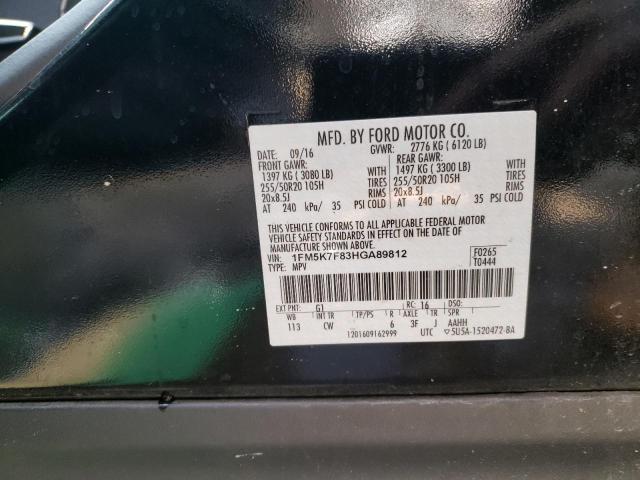 MFD. BY FORD MOTOR CO.
DATE: 09/16 GVWR: 2776 KG ( 6120 LB)
FRONT GAWR: REAR GAWR:
1397 KG ( 3080 LB) 1497 KG ( 3300 LB)
255/50R20 105H TIRES 255/50R20 105H TIRES
20x8.5J RIMS 20x8.5J RIMS
AT 240 kPa/ 35 PSI COLD AT 240 kPa/ 35 PSI COLD
THIS VEHICLE CONFORMS TO ALL APPLICABLE FEDERAL MOTOR
VEHICLE SAFETY STANDARDS IN EFFECT ON THE DATE OF
MANUFACTURE SHOWN ABOVE.
VIN: 1FM5K7F83HGA89812 F0265
TYPE: MPV T0444
EXT PNT: G1 RC: 16 DSO:
WB INT TR TP/PS R AXLE TR SPR
113 CW 6 3F J AAHH
1201609162999 UTC 5U5A-1520472-BA